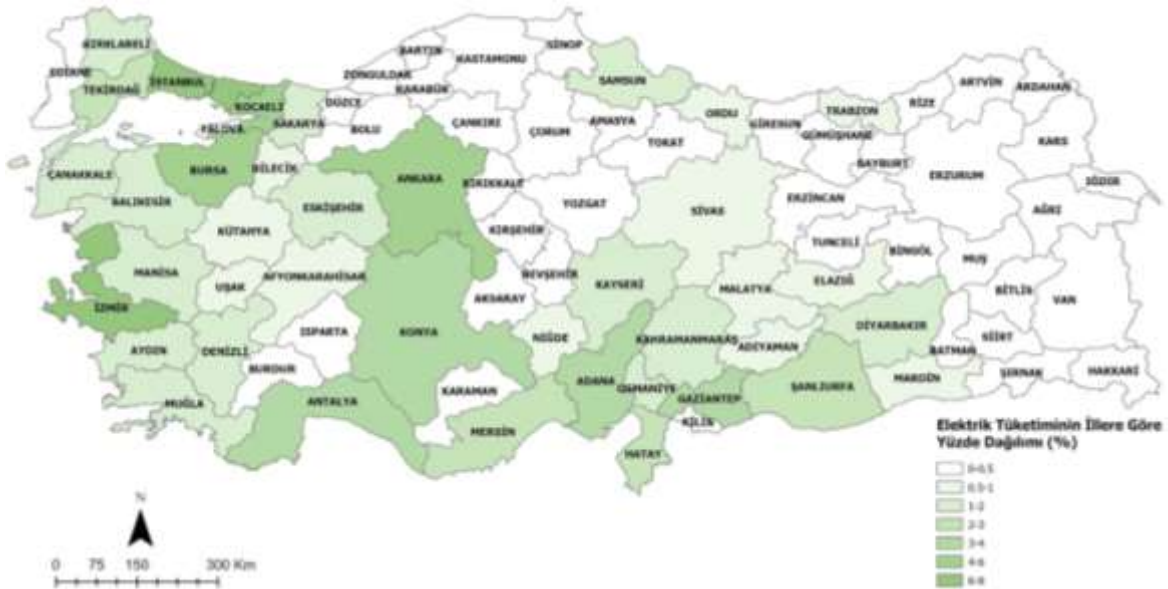 SİNOP
KIRKLARELİ
BARTIN
KASTAMONU
EDİRNE
İSTANBUL
ZONGULDAK
SAMSUN
ARTVİN
ARDAHAN
TEKİRDAĞ
KARABÜK
KOCAELİ
DÜZCE
ORDU
TRABZON
RİZE
YALOVA
SAKARYA
BOLU
ÇANKIRI
ÇORUM
AMASYA
GİRESUN
GÜMÜŞHANE
KARS
TOKAT
BAYBURT
ÇANAKKALE
BURSA
BİLECİK
ANKARA
KIRIKKALE
ERZURUM
IĞDIR
BALIKESİR
ESKİŞEHİR
YOZGAT
SİVAS
ERZİNCAN
AĞRI
KÜTAHYA
KIRŞEHİR
TUNCELİ
BİNGÖL
MUŞ
MANİSA
UŞAK
AFYONKARAHİSAR
NEVŞEHİR
KAYSERİ
MALATYA
ELAZIĞ
BİTLİS
VAN
İZMİR
AKSARAY
ISPARTA
KONYA
NİĞDE
DİYARBAKIR
AYDIN
DENİZLİ
KAHRAMANMARAŞ
ADIYAMAN
BATMAN
SİİRT
BURDUR
KARAMAN
ADANA
OSMANİYE
GAZİANTEP
ŞANLIURFA
MARDİN
ŞIRNAK
HAKKARİ
MUĞLA
ANTALYA
MERSİN
KİLİS
HATAY
Elektrik Tüketiminin İllere Göre
Yüzde Dağılımı (%)
0-0,5
0,5-1
1-2
2-3
3-4
4-6
6-8
N
0 75 150 300 Km